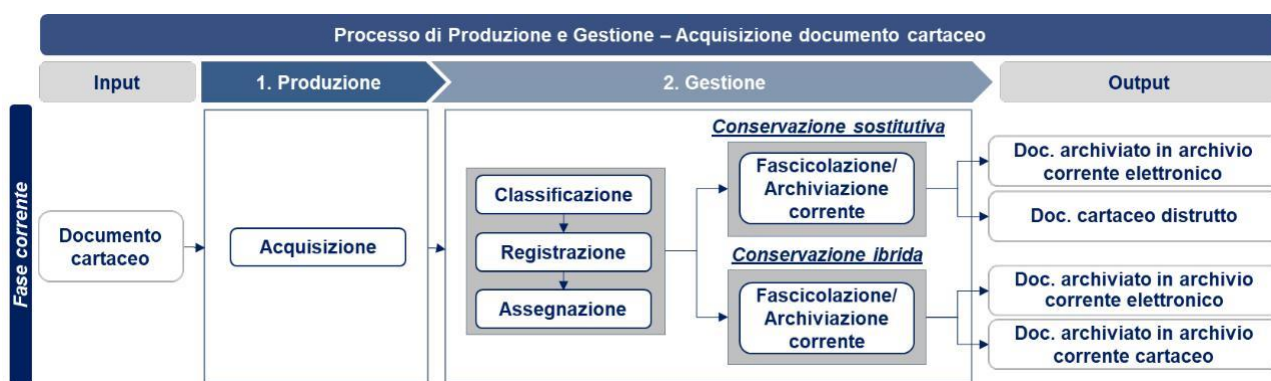 Processo di Produzione e Gestione – Acquisizione documento cartaceo
Input
1. Produzione
2. Gestione
Output
Fase corrente
Documento
cartaceo
Acquisizione
Classificazione
Registrazione
Assegnazione
Conservazione sostitutiva
Fascicolazione/
Archiviazione
corrente
Conservazione ibrida
Fascicolazione/
Archiviazione
corrente
Doc. archiviato in archivio
corrente elettronico
Doc. cartaceo distrutto
Doc. archiviato in archivio
corrente elettronico
Doc. archiviato in archivio
corrente cartaceo